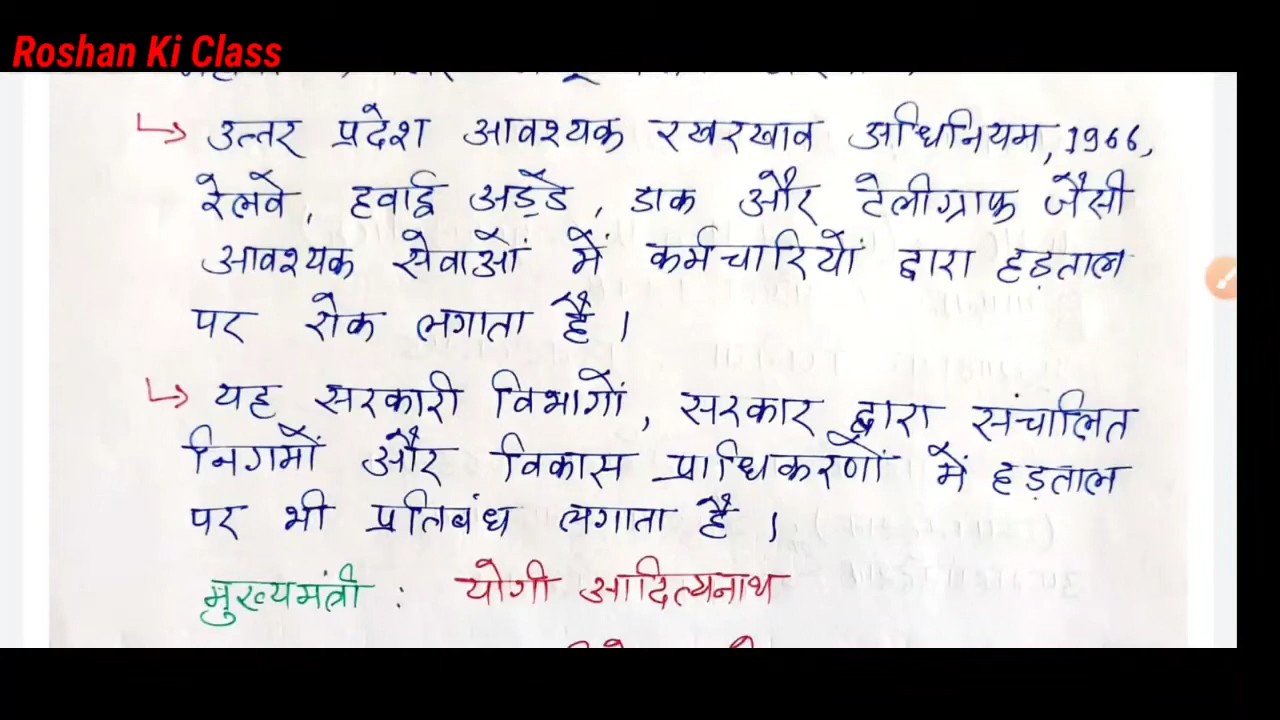 Roshan Ki Class
↳ उत्तर प्रदेश आवश्यक रखरखाव अधिनियम, 1966,
रेलवे, हवाई अड्डे, डाक और टेलीग्राफ जैसी
आवश्यक सेवाओं में कर्मचारियों द्वारा हड़ताल
पर रोक लगाता है।
↳ यह सरकारी विभागों, सरकार द्वारा संचालित
निगमों और विकास प्राधिकरणों में हड़ताल
पर भी प्रतिबंध लगाता है।
मुख्यमंत्री : योगी आदित्यनाथ